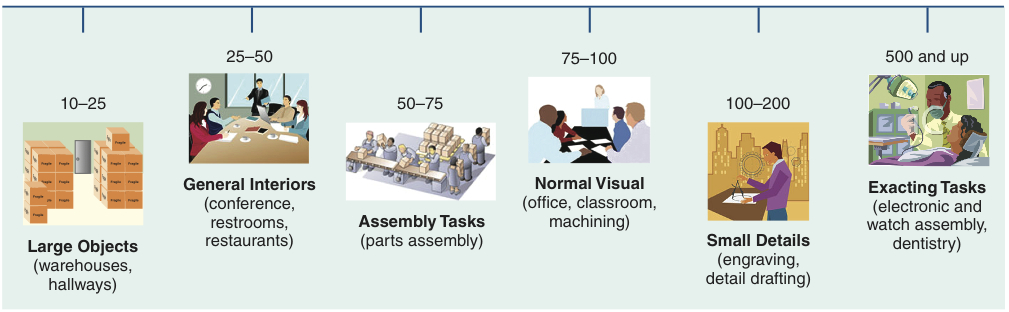 10–25
Large Objects
(warehouses,
hallways)
25–50
General Interiors
(conference,
restrooms,
restaurants)
50–75
Assembly Tasks
(parts assembly)
75–100
Normal Visual
(office, classroom,
machining)
100–200
Small Details
(engraving,
detail drafting)
500 and up
Exacting Tasks
(electronic and
watch assembly,
dentistry)